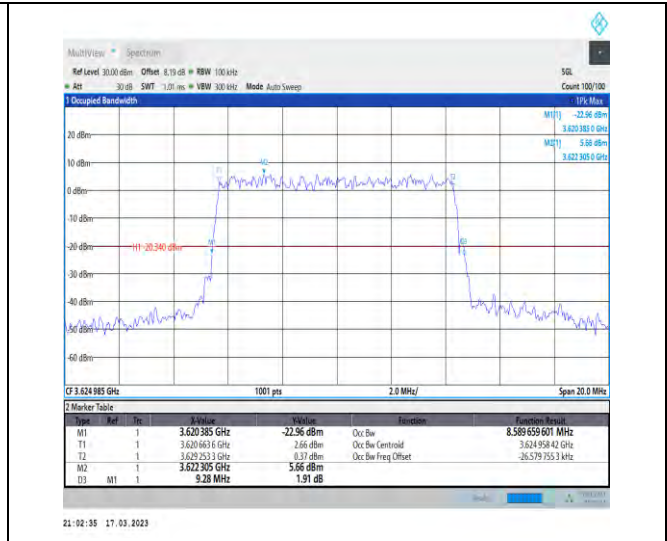 MultiView Spectrum
Ref Level 30.00 dBm Offset 8.19 dB RBW 100 kHz SGL
Att 30 dB SWT 1.01 ms VBW 300 kHz Mode Auto Sweep Count 100/100
1 Occupied Bandwidth 1Pk Max
M1[1] -22.96 dBm
3.620 385 0 GHz
M2[1] 5.66 dBm
3.622 305 0 GHz
20 dBm
10 dBm
M2
T1 T2
0 dBm
-10 dBm
-20 dBm H1 -20.340 dBm M1 D3
-30 dBm
-40 dBm
-50 dBm
-60 dBm
CF 3.624 985 GHz 1001 pts 2.0 MHz/ Span 20.0 MHz
2 Marker Table
Type Ref Trc X-Value Y-Value Function Function Result
M1 1 3.620 385 GHz -22.96 dBm Occ Bw 8.589 659 601 MHz
T1 1 3.620 663 6 GHz 2.66 dBm Occ Bw Centroid 3.624 958 42 GHz
T2 1 3.629 253 3 GHz 0.37 dBm Occ Bw Freq Offset -26.579 755 3 kHz
M2 1 3.622 305 GHz 5.66 dBm
D3 M1 1 9.28 MHz 1.91 dB
21:02:35 17.03.2023